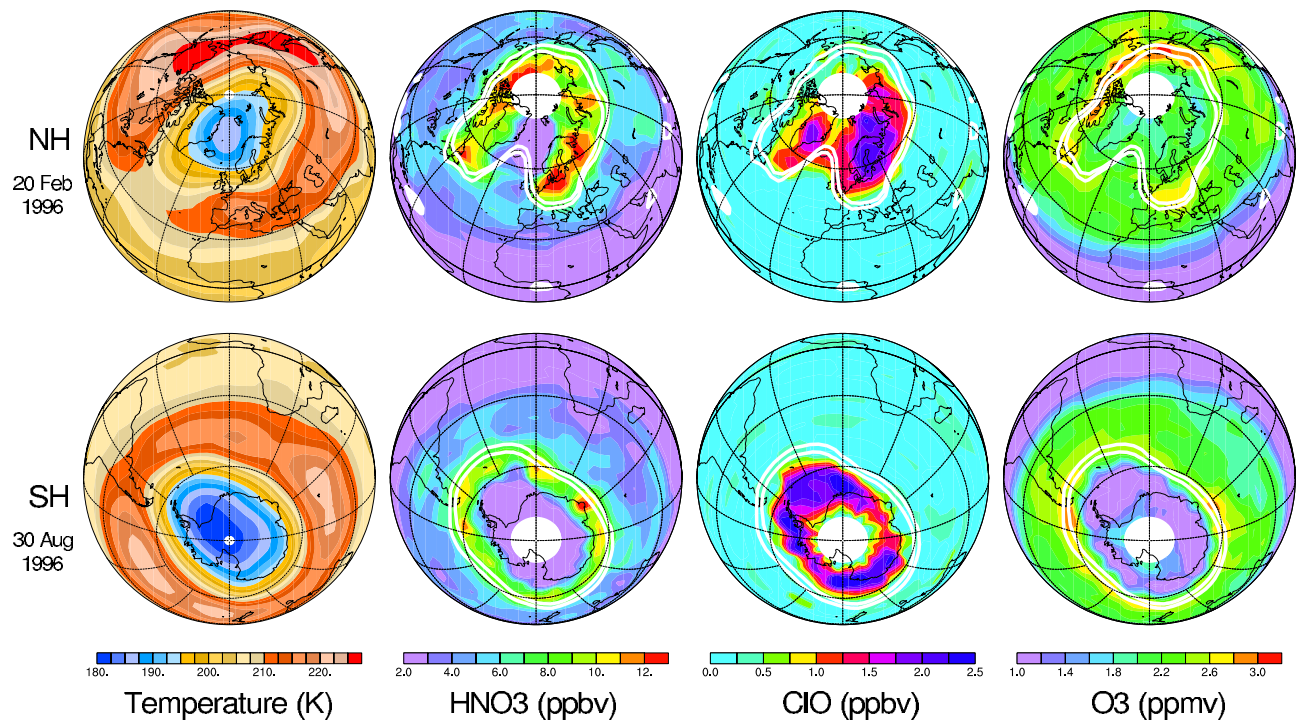 NH
20 Feb
1996
SH
30 Aug
1996
180. 190. 200. 210. 220.
2.0 4.0 6.0 8.0 10. 12.
0.0 0.5 1.0 1.5 2.0 2.5
1.0 1.4 1.8 2.2 2.6 3.0
Temperature (K) HNO3 (ppbv) ClO (ppbv) O3 (ppmv)